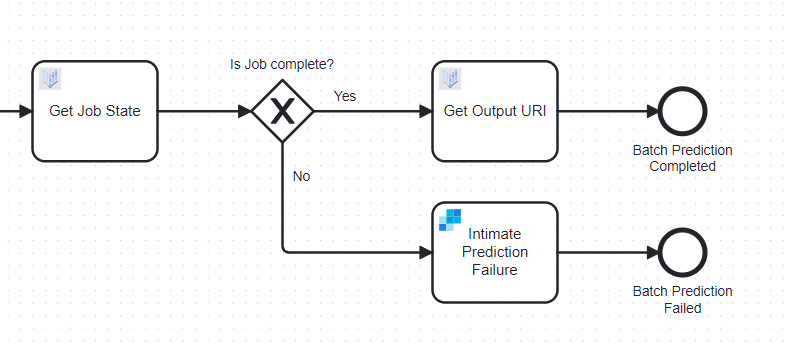 Is Job complete?
Get Job State
Yes
Get Output URI
Batch Prediction
Completed
No
Intimate
Prediction
Failure
Batch Prediction
Failed